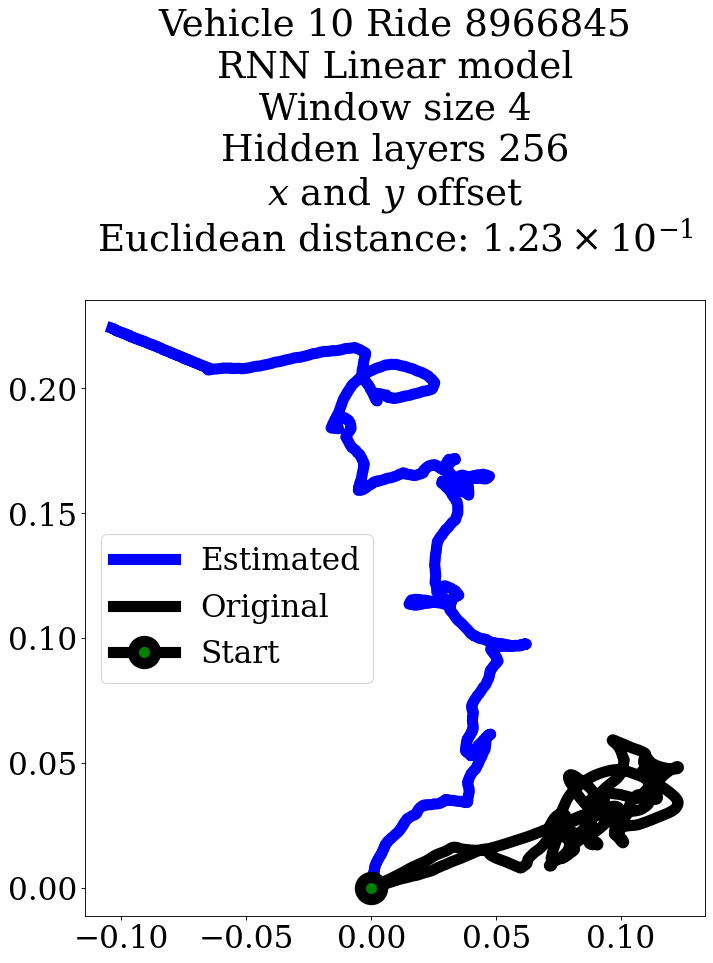 Vehicle 10 Ride 8966845
RNN Linear model
Window size 4
Hidden layers 256
x and y offset
Euclidean distance: 1.23 × 10⁻¹
0.20
0.15
Estimated
Original
0.10
Start
0.05
0.00
−0.10 −0.05 0.00 0.05 0.10